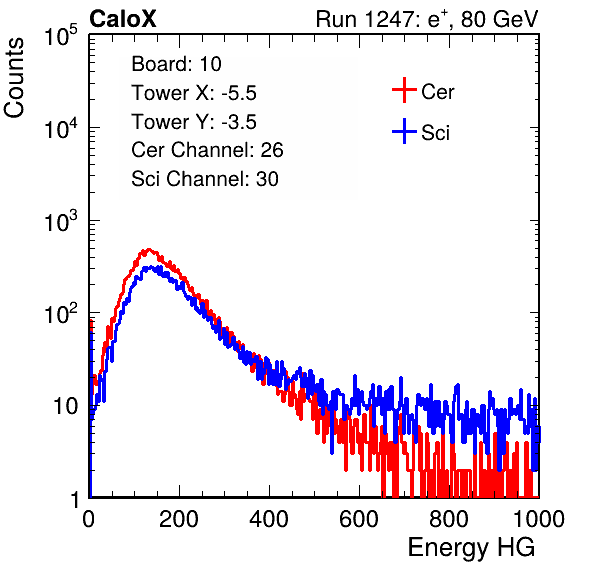 CaloX Run 1247: e⁺, 80 GeV
Board: 10
Tower X: -5.5
Tower Y: -3.5
Cer Channel: 26
Sci Channel: 30
Cer
Sci
Counts
10⁵
10⁴
10³
10²
10
1
0 200 400 600 800 1000
Energy HG